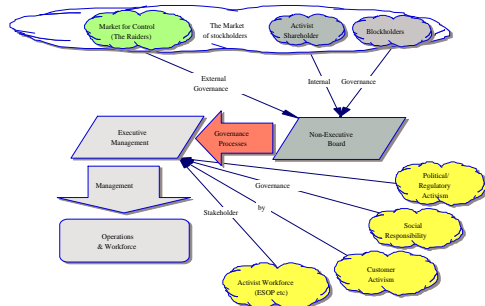 Market for Control
(The Raiders)
The Market
of stockholders
Activist
Shareholder
Blockholders
External
Governance
Internal
Governance
Executive
Management
Governance
Processes
Non-Executive
Board
Management
Governance
Political/
Regulatory
Activism
Stakeholder
by
Operations
& Workforce
Social
Responsibility
Customer
Activism
Activist Workforce
(ESOP etc)